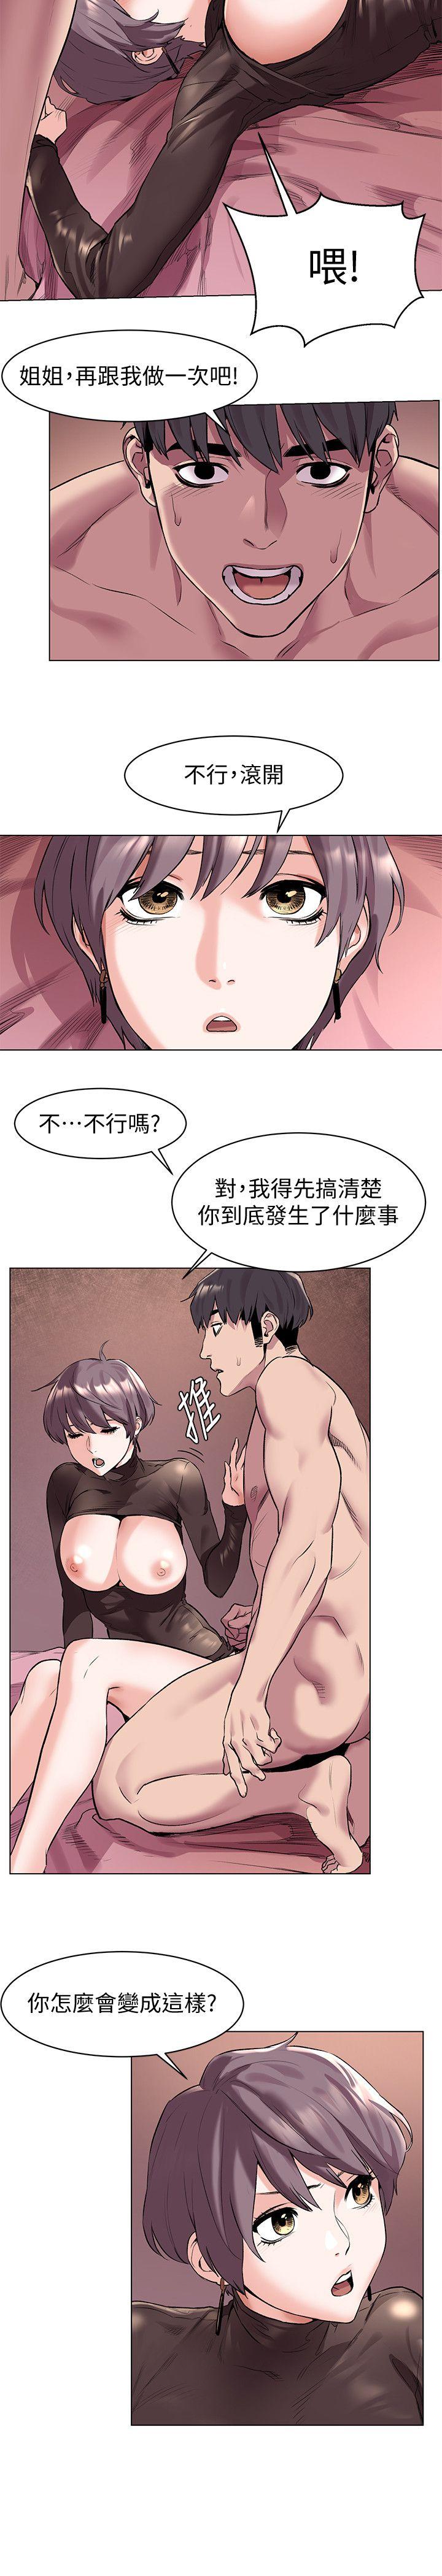 喂!
姐姐，再跟我做一次吧!
不行，滾開
不…不行嗎?
對，我得先搞清楚
你到底發生了什麼事
推
你怎麼會變成這樣?